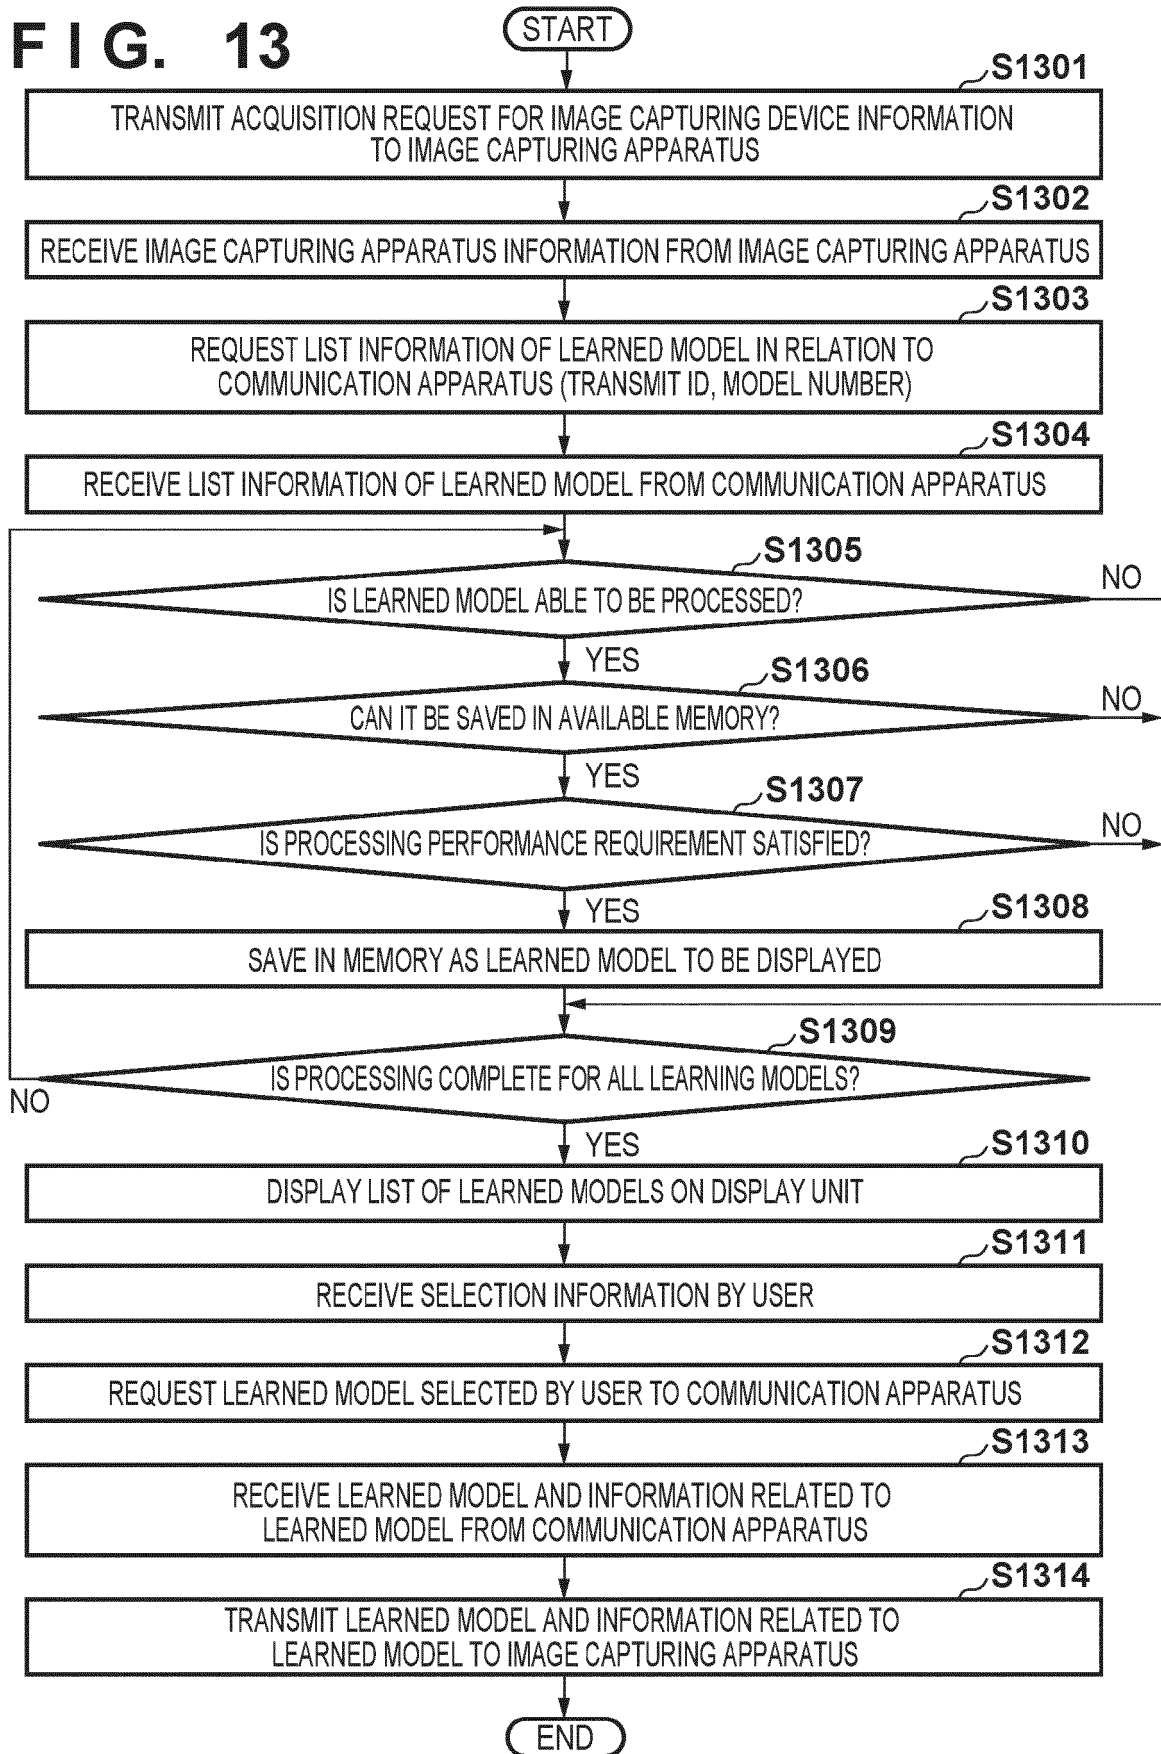 FIG. 13
START
S1301
TRANSMIT ACQUISITION REQUEST FOR IMAGE CAPTURING DEVICE INFORMATION
TO IMAGE CAPTURING APPARATUS
S1302
RECEIVE IMAGE CAPTURING APPARATUS INFORMATION FROM IMAGE CAPTURING APPARATUS
S1303
REQUEST LIST INFORMATION OF LEARNED MODEL IN RELATION TO
COMMUNICATION APPARATUS (TRANSMIT ID, MODEL NUMBER)
S1304
RECEIVE LIST INFORMATION OF LEARNED MODEL FROM COMMUNICATION APPARATUS
S1305
IS LEARNED MODEL ABLE TO BE PROCESSED?
NO
YES
S1306
CAN IT BE SAVED IN AVAILABLE MEMORY?
NO
YES
S1307
IS PROCESSING PERFORMANCE REQUIREMENT SATISFIED?
NO
YES
S1308
SAVE IN MEMORY AS LEARNED MODEL TO BE DISPLAYED
S1309
IS PROCESSING COMPLETE FOR ALL LEARNING MODELS?
NO
YES
S1310
DISPLAY LIST OF LEARNED MODELS ON DISPLAY UNIT
S1311
RECEIVE SELECTION INFORMATION BY USER
S1312
REQUEST LEARNED MODEL SELECTED BY USER TO COMMUNICATION APPARATUS
S1313
RECEIVE LEARNED MODEL AND INFORMATION RELATED TO
LEARNED MODEL FROM COMMUNICATION APPARATUS
S1314
TRANSMIT LEARNED MODEL AND INFORMATION RELATED TO
LEARNED MODEL TO IMAGE CAPTURING APPARATUS
END